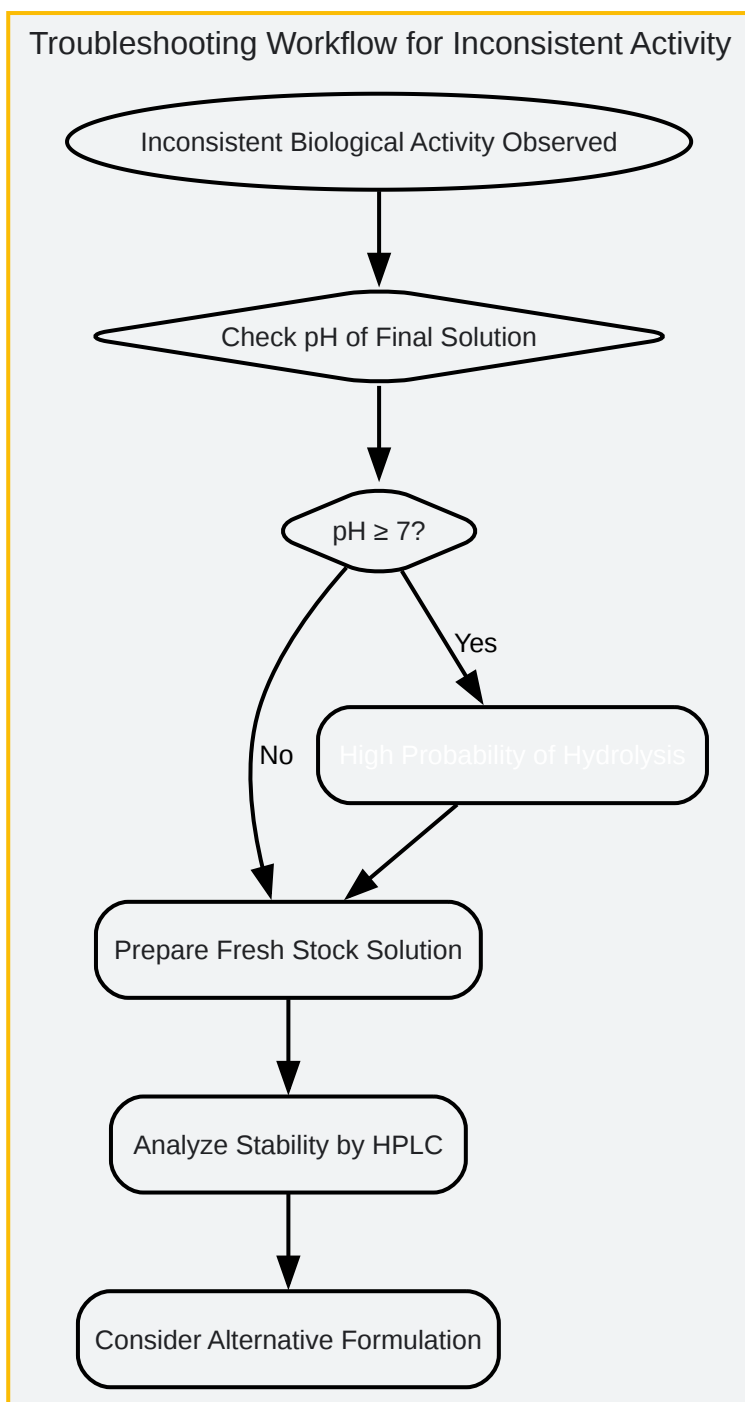 Troubleshooting Workflow for Inconsistent Activity
Inconsistent Biological Activity Observed
Check pH of Final Solution
pH ≥ 7?
Yes
No
High Probability of Hydrolysis
Prepare Fresh Stock Solution
Analyze Stability by HPLC
Consider Alternative Formulation